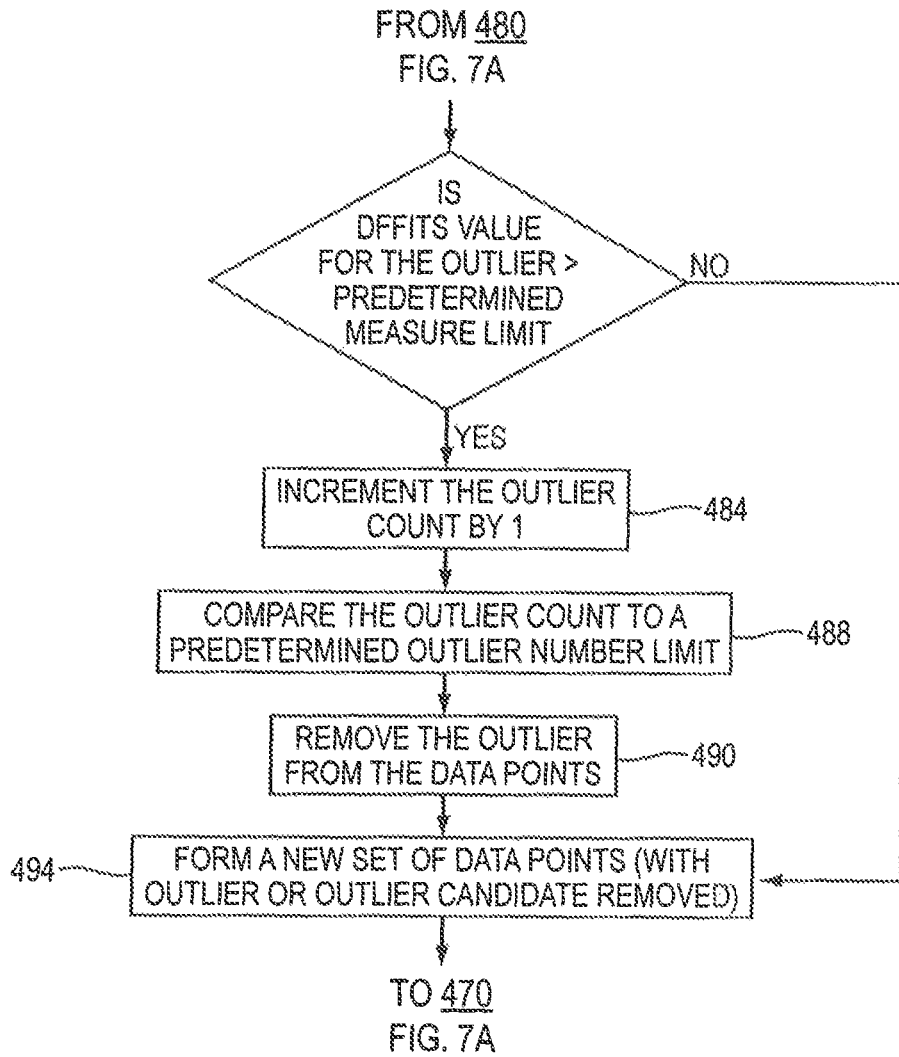 FROM 480
FIG. 7A
IS
DFFITS VALUE
FOR THE OUTLIER >
PREDETERMINED
MEASURE LIMIT
NO
YES
INCREMENT THE OUTLIER
COUNT BY 1
484
COMPARE THE OUTLIER COUNT TO A
PREDETERMINED OUTLIER NUMBER LIMIT
488
REMOVE THE OUTLIER
FROM THE DATA POINTS
490
494
FORM A NEW SET OF DATA POINTS (WITH
OUTLIER OR OUTLIER CANDIDATE REMOVED)
TO 470
FIG. 7A